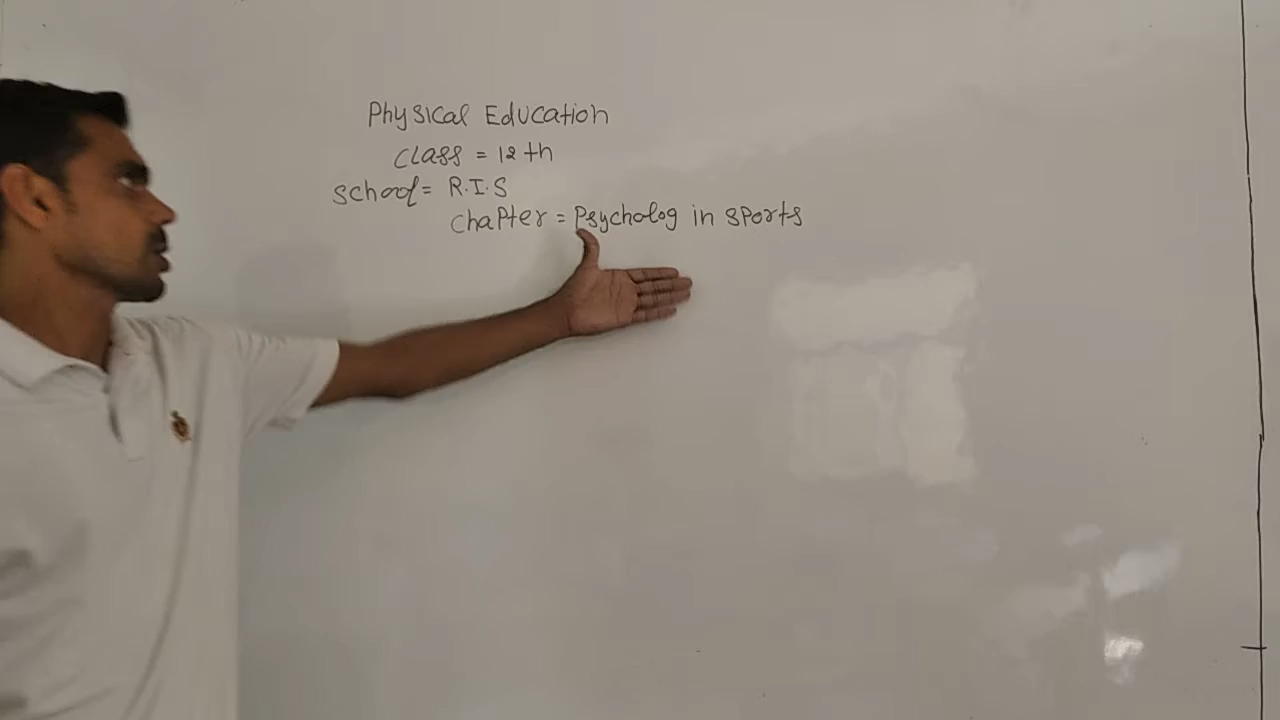 Physical Education
Class = 12th
School = R.I.S
Chapter = Psycholog in sports